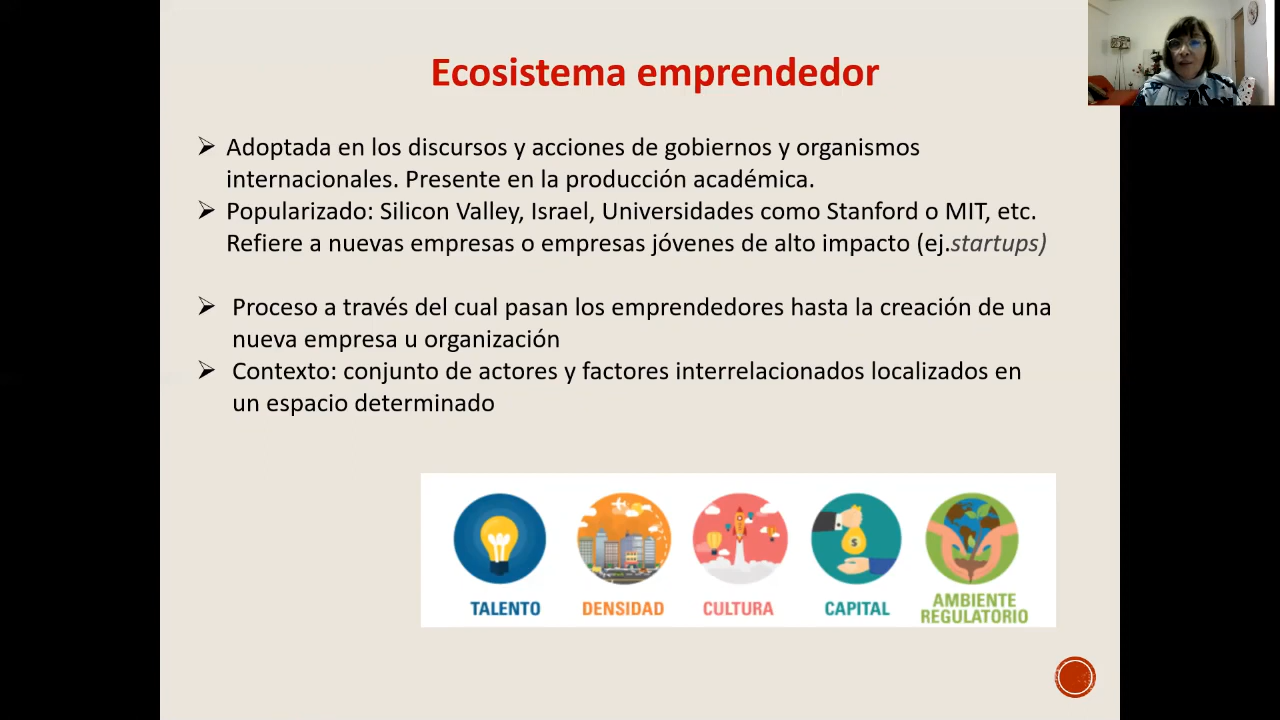 Ecosistema emprendedor
Adoptada en los discursos y acciones de gobiernos y organismos
internacionales. Presente en la producción académica.
Popularizado: Silicon Valley, Israel, Universidades como Stanford o MIT, etc.
Refiere a nuevas empresas o empresas jóvenes de alto impacto (ej.startups)
Proceso a través del cual pasan los emprendedores hasta la creación de una
nueva empresa u organización
Contexto: conjunto de actores y factores interrelacionados localizados en
un espacio determinado
TALENTO DENSIDAD CULTURA CAPITAL AMBIENTE
REGULATORIO